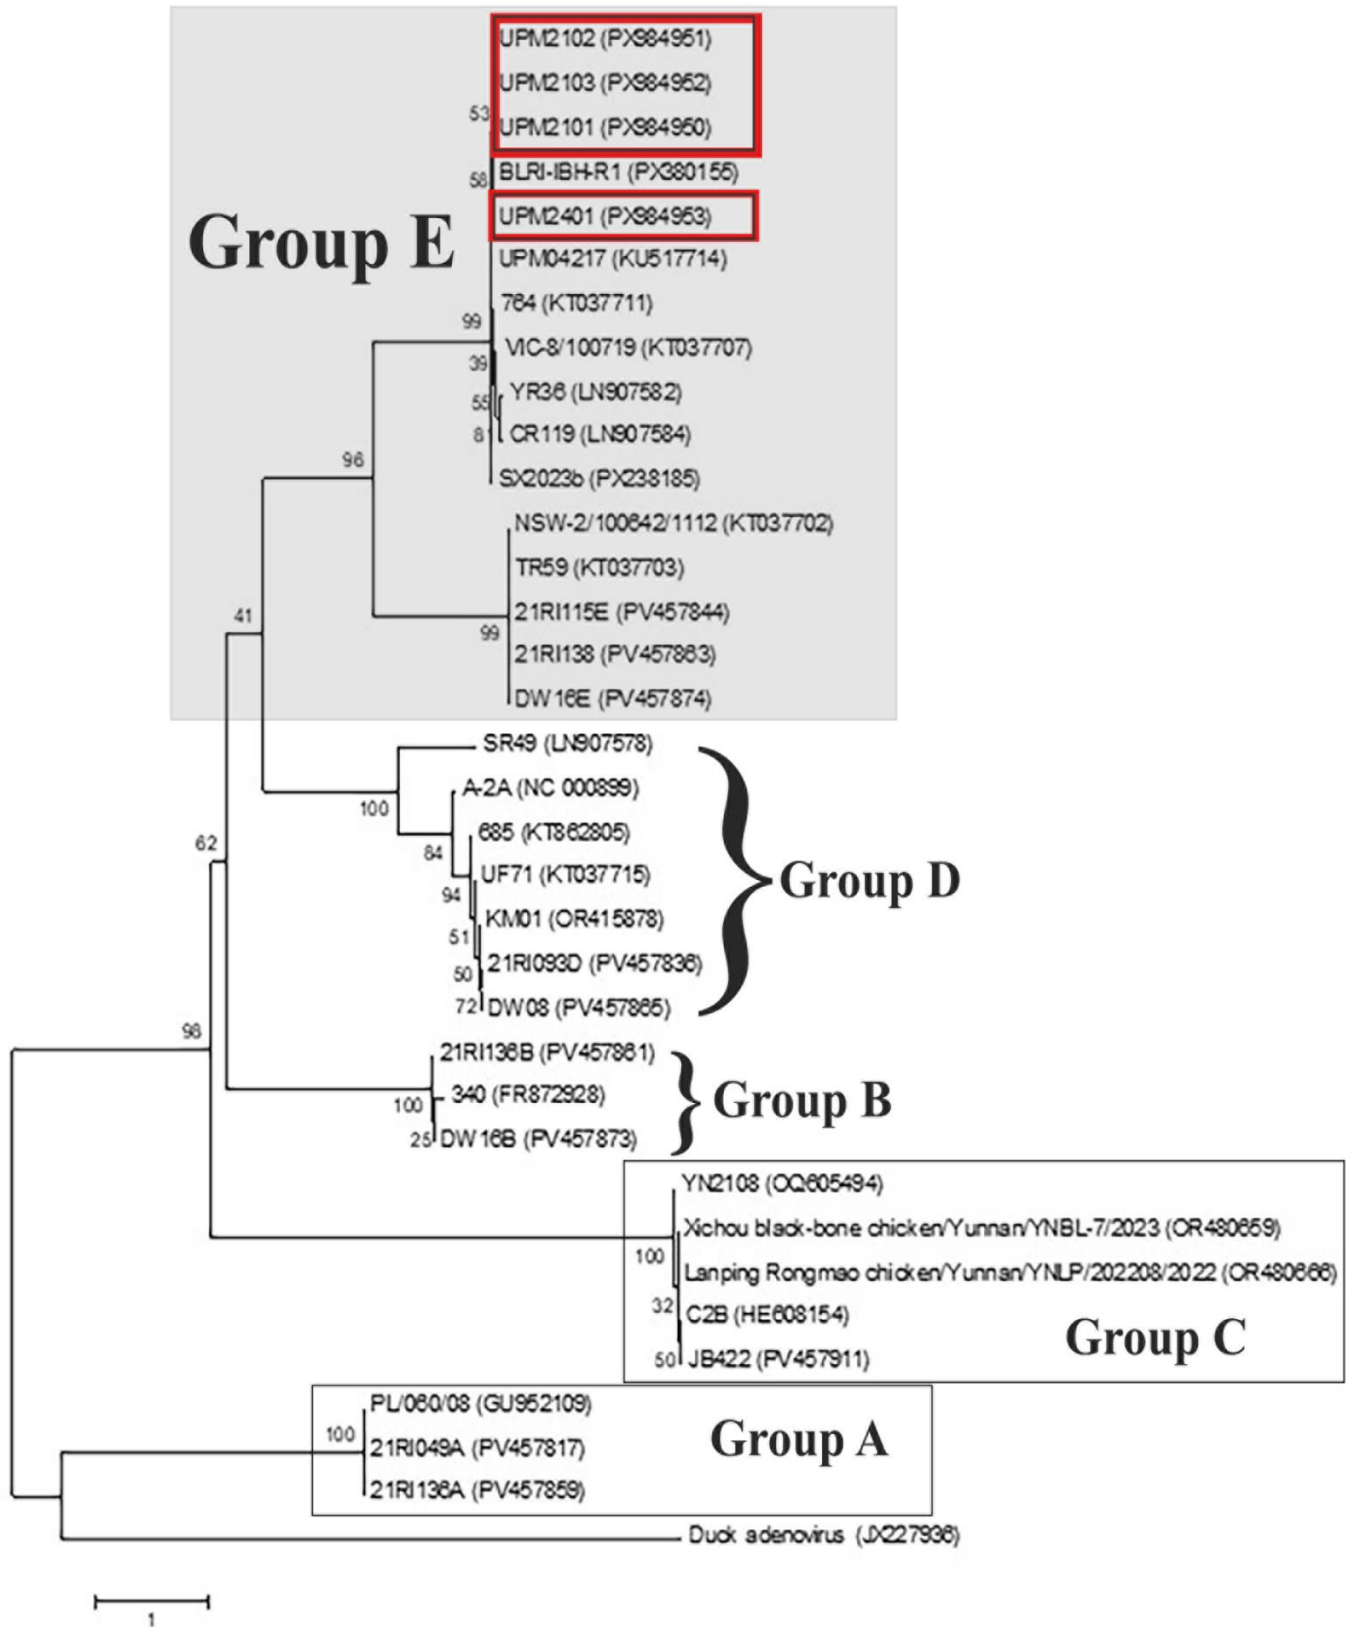 UPM2102 (PX984951)
UPM2103 (PX984952)
53
UPM2101 (PX984950)
BLRI-IBH-R1 (PX380155)
58
UPM2401 (PX984953)
Group E
UPM04217 (KU517714)
764 (KT037711)
99
VIC-8/100719 (KT037707)
39
YR36 (LN907582)
55
CR119 (LN907584)
81
96
SX2023b (PX238185)
NSW-2/100642/1112 (KT037702)
TR59 (KT037703)
21RI115E (PV457844)
41
99
21RI138 (PV457863)
DW16E (PV457874)
SR49 (LN907578)
A-2A (NC 000899)
100
685 (KT862805)
62
84
UF71 (KT037715)
Group D
94
KM01 (OR415878)
51
21RI093D (PV457836)
50
DW08 (PV457865)
72
98
21RI136B (PV457861)
340 (FR872928)
Group B
100
DW16B (PV457873)
25
YN2108 (OQ605494)
Xichou black-bone chicken/Yunnan/YNBL-7/2023 (OR480659)
100
Lanping Rongmao chicken/Yunnan/YNLP/202208/2022 (OR480666)
32
C2B (HE608154)
Group C
50
JB422 (PV457911)
PL/060/08 (GU952109)
100
21RI049A (PV457817)
Group A
21RI136A (PV457859)
Duck adenovirus (JX227936)
1